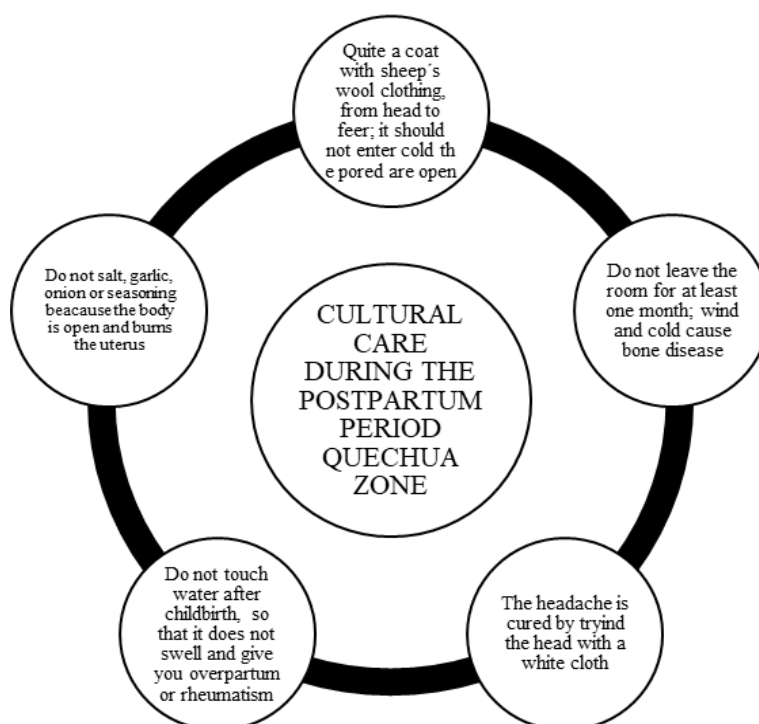 Quite a coat
with sheep´s
wool clothing,
from head to
feer; it should
not enter cold th
e pored are open
Do not leave the
room for at least
one month; wind
and cold cause
bone disease
The headache is
cured by tryind
the head with a
white cloth
Do not touch
water after
childbirth, so
that it does not
swell and give
you overpartum
or rheumatism
Do not salt, garlic,
onion or seasoning
beacause the body
is open and burns
the uterus
CULTURAL
CARE
DURING THE
POSTPARTUM
PERIOD
QUECHUA
ZONE